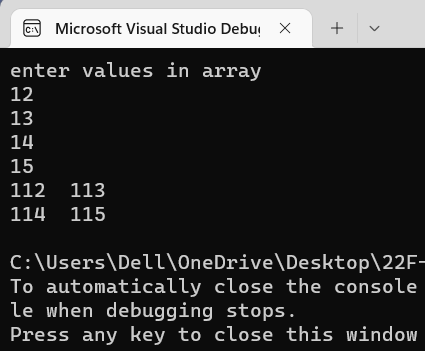 Microsoft Visual Studio Debu
enter values in array
12
13
14
15
112  113
114  115
C:\Users\Dell\OneDrive\Desktop\22F-
To automatically close the console
le when debugging stops.
Press any key to close this window